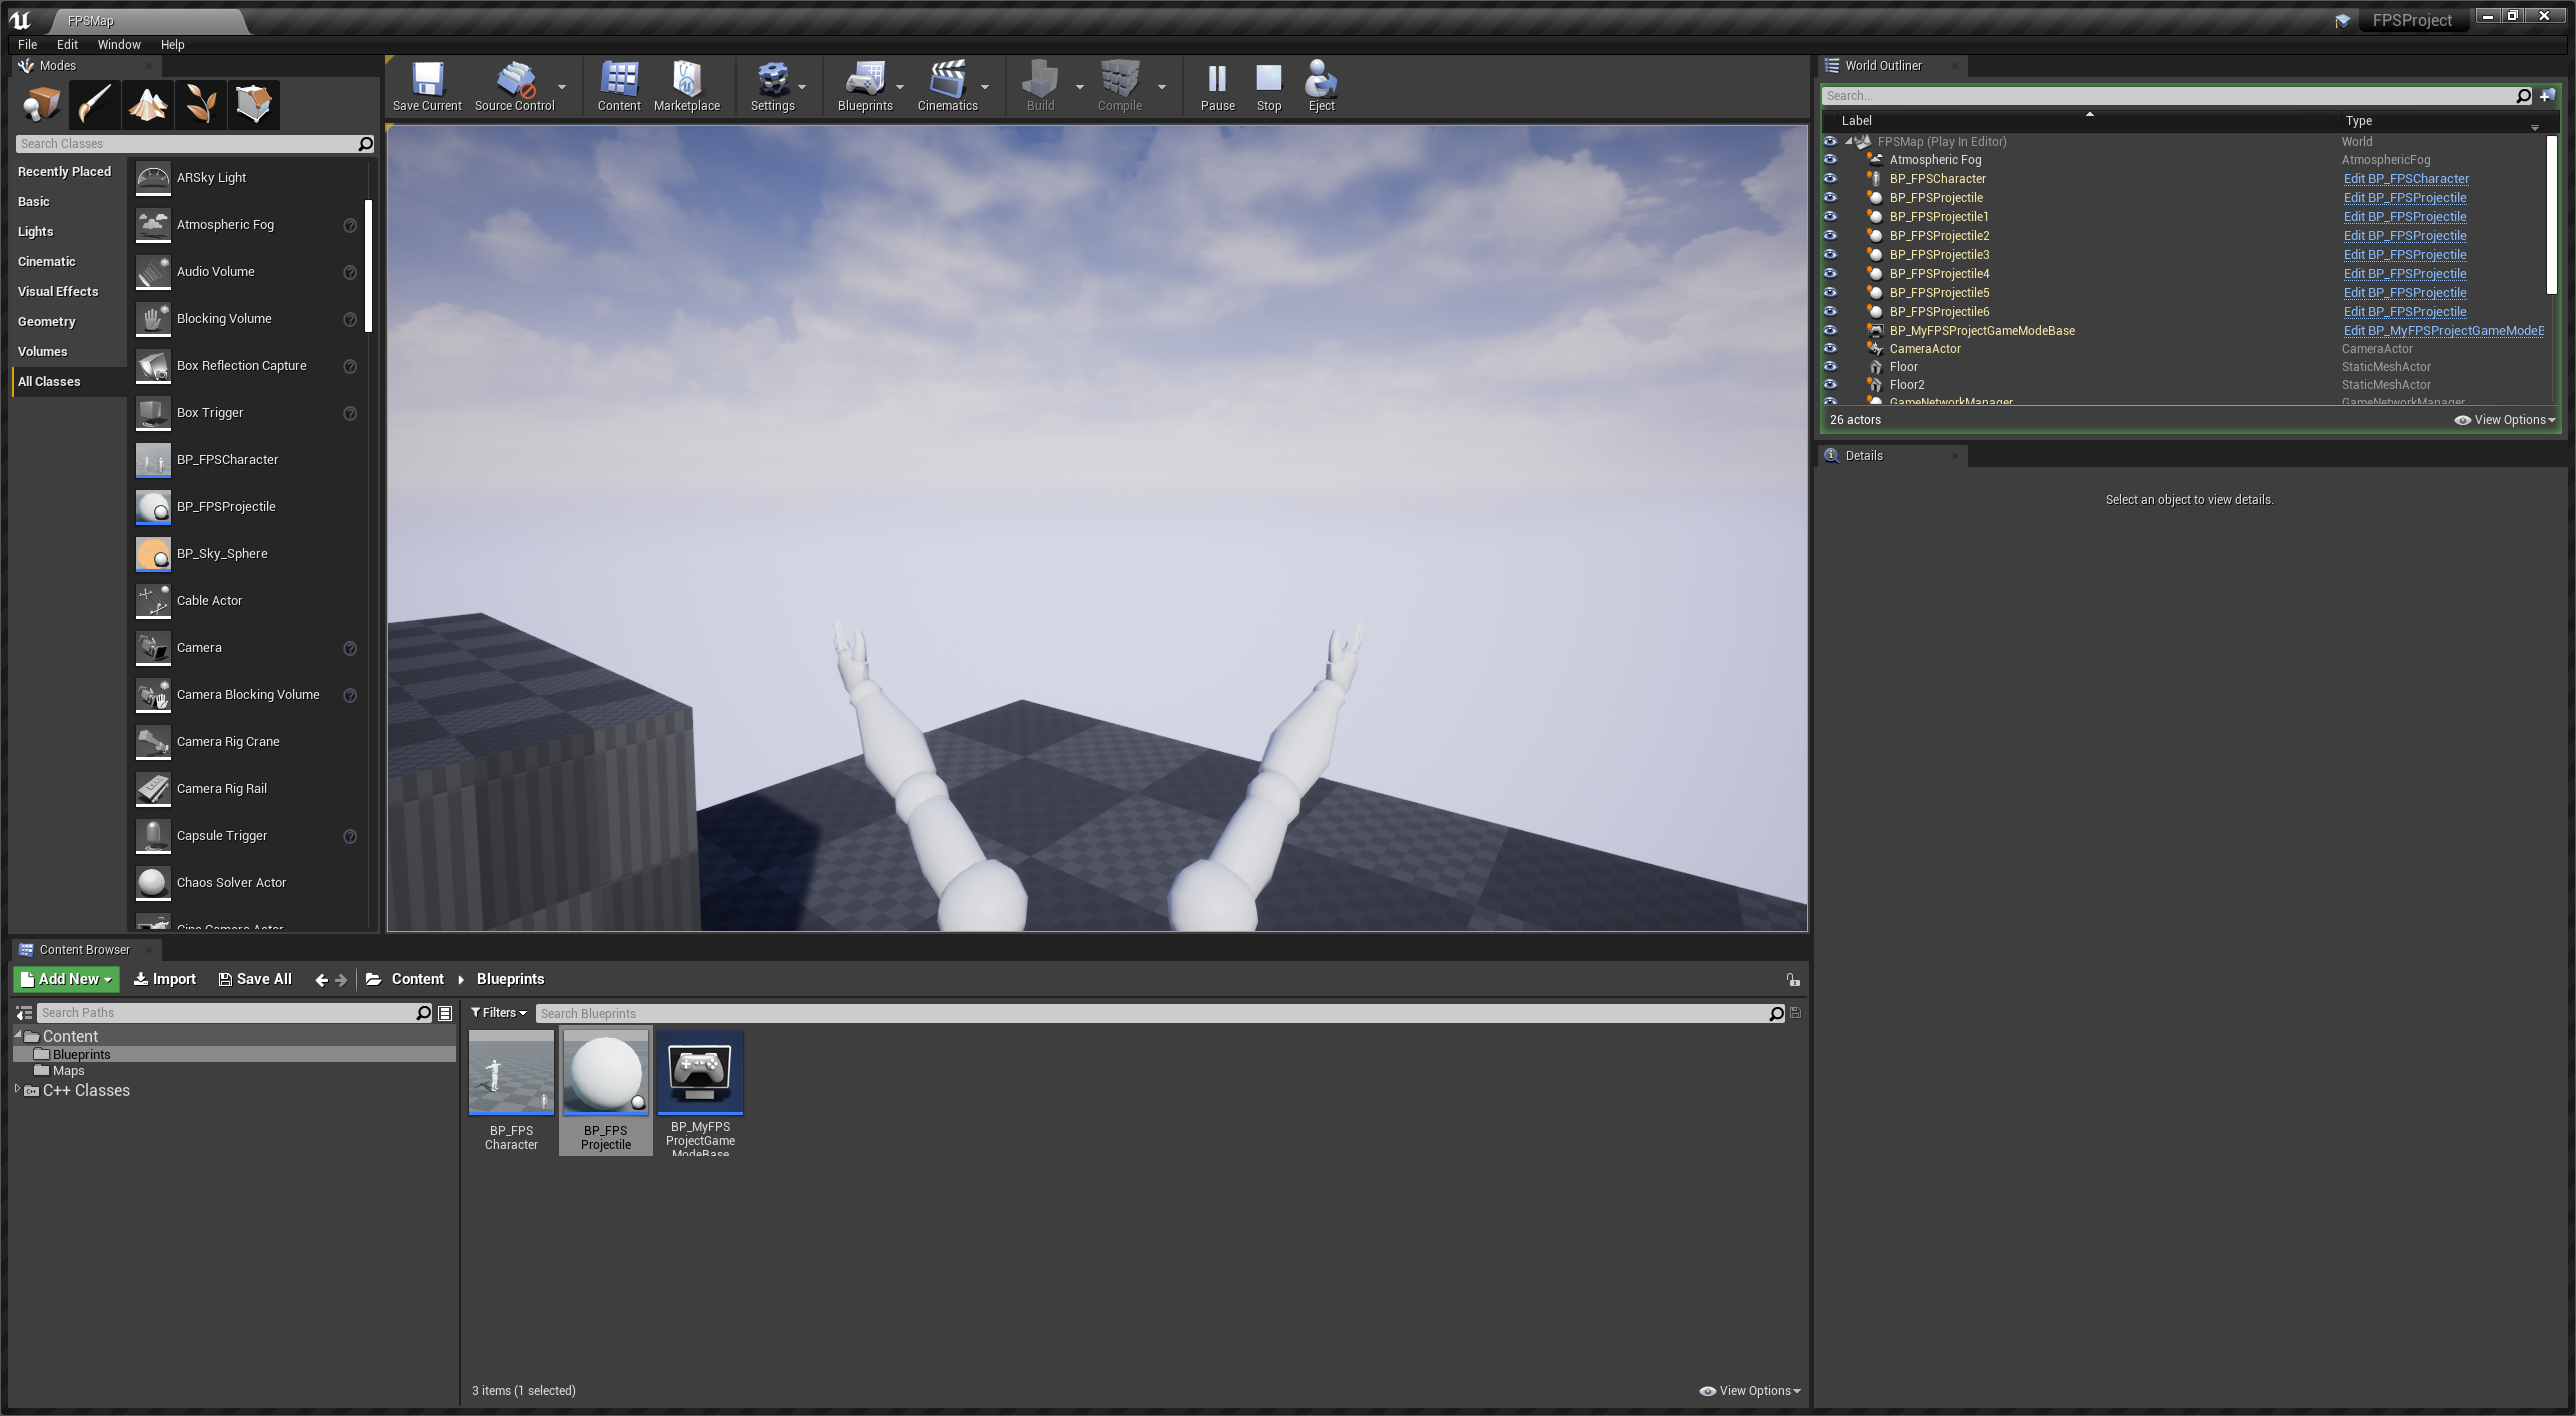 FPSMap
FPSProject
File Edit Window Help
Modes
Search Classes
Recently Placed
Basic
Lights
Cinematic
Visual Effects
Geometry
Volumes
All Classes
ARSky Light
Atmospheric Fog
Audio Volume
Blocking Volume
Box Reflection Capture
Box Trigger
BP_FPSCharacter
BP_FPSProjectile
BP_Sky_Sphere
Cable Actor
Camera
Camera Blocking Volume
Camera Rig Crane
Camera Rig Rail
Capsule Trigger
Chaos Solver Actor
Cine Camera Actor
Save Current Source Control Content Marketplace Settings Blueprints Cinematics Build Compile Pause Stop Eject
World Outliner
Search...
Label Type
FPSMap (Play In Editor) World
Atmospheric Fog AtmosphericFog
BP_FPSCharacter Edit BP_FPSCharacter
BP_FPSProjectile Edit BP_FPSProjectile
BP_FPSProjectile1 Edit BP_FPSProjectile
BP_FPSProjectile2 Edit BP_FPSProjectile
BP_FPSProjectile3 Edit BP_FPSProjectile
BP_FPSProjectile4 Edit BP_FPSProjectile
BP_FPSProjectile5 Edit BP_FPSProjectile
BP_FPSProjectile6 Edit BP_FPSProjectile
BP_MyFPSProjectGameModeBase Edit BP_MyFPSProjectGameModeB
CameraActor CameraActor
Floor StaticMeshActor
Floor2 StaticMeshActor
GameNetworkManager GameNetworkManager
26 actors View Options
Details
Select an object to view details.
Content Browser
Add New Import Save All Content Blueprints
Search Paths
Content
Blueprints
Maps
C++ Classes
Filters Search Blueprints
BP_FPS
Character
BP_FPS
Projectile
BP_MyFPS
ProjectGame
ModeBase
3 items (1 selected) View Options